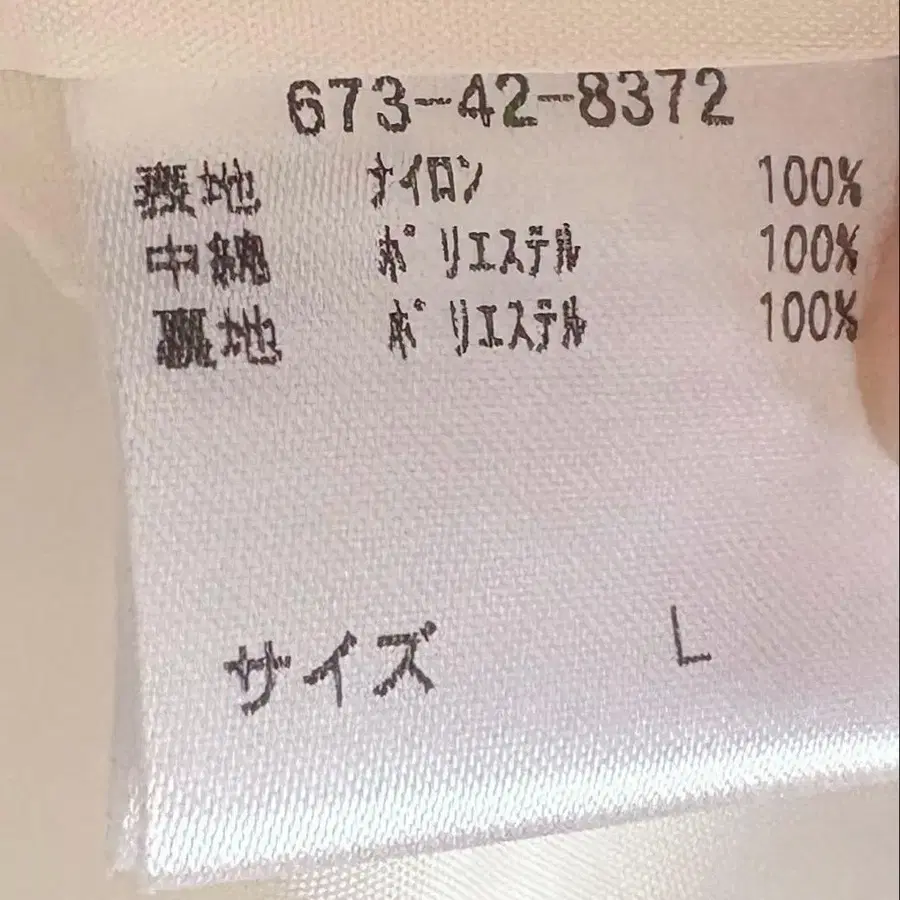 673-42-8372
表地 ナイロン 100%
中綿 ポリエステル 100%
裏地 ポリエステル 100%
サイズ L